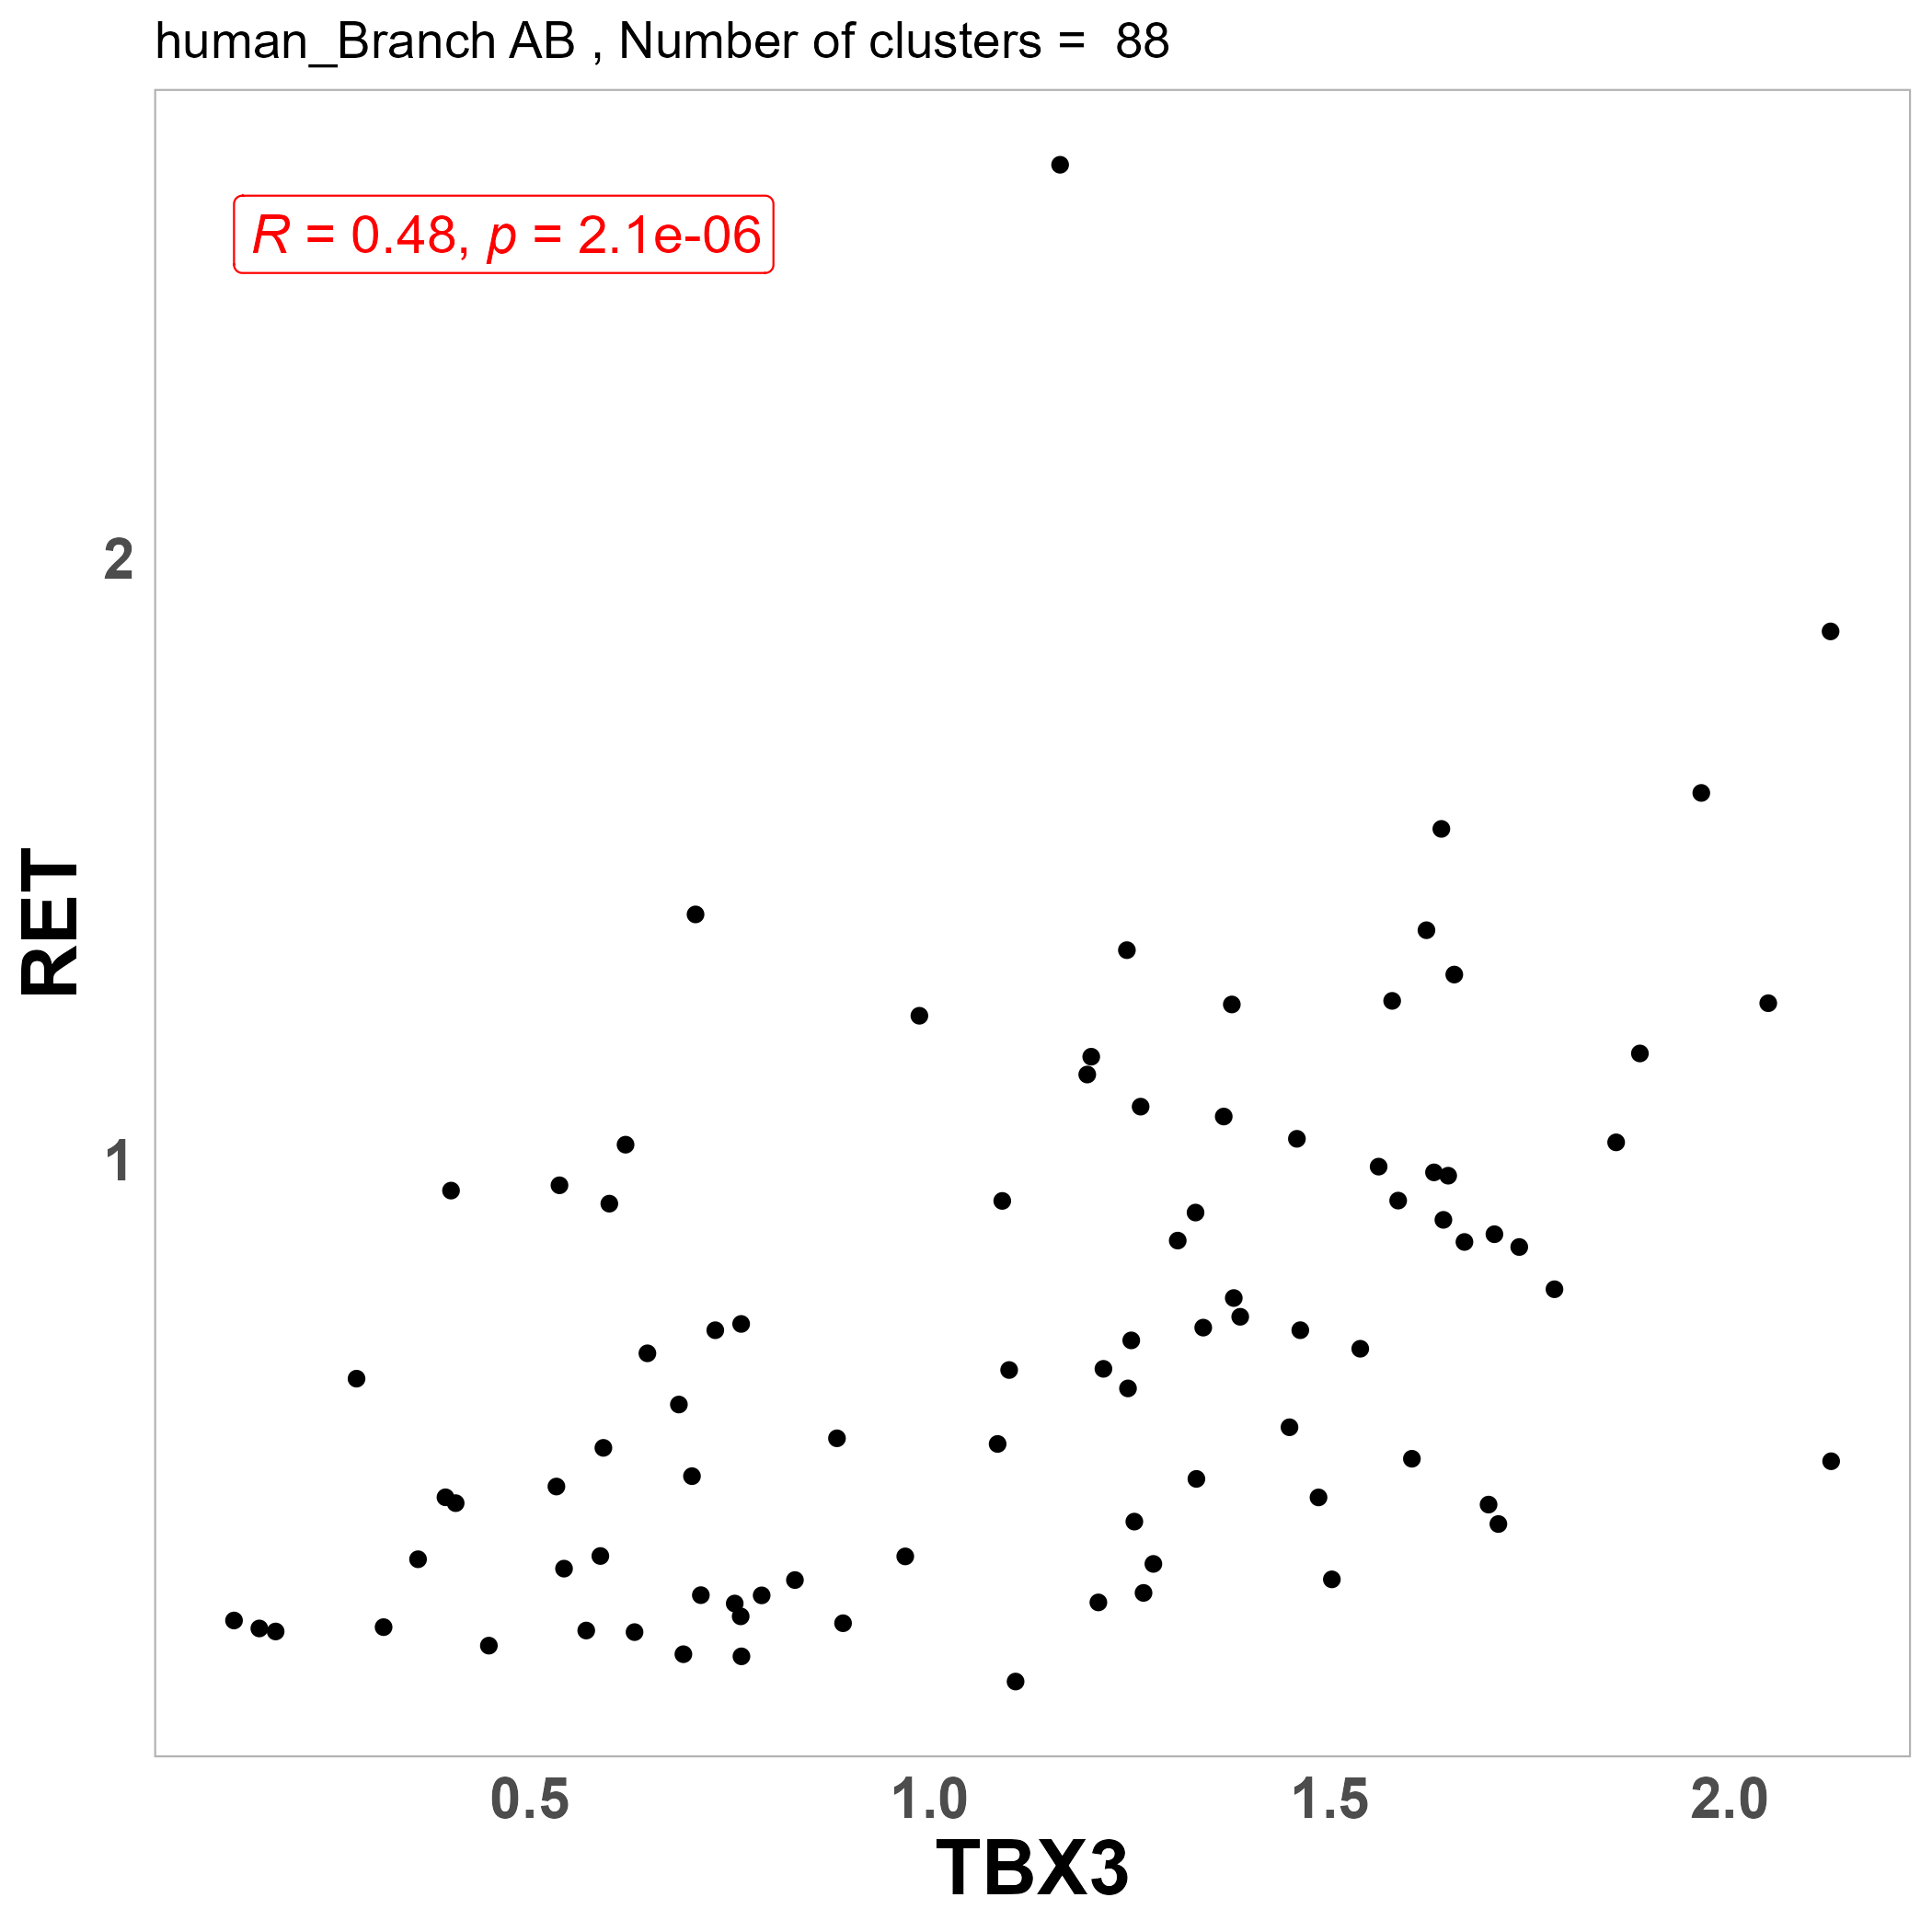 human_Branch AB , Number of clusters =  88
R = 0.48, p = 2.1e-06
2
1
RET
0.5 1.0 1.5 2.0
TBX3